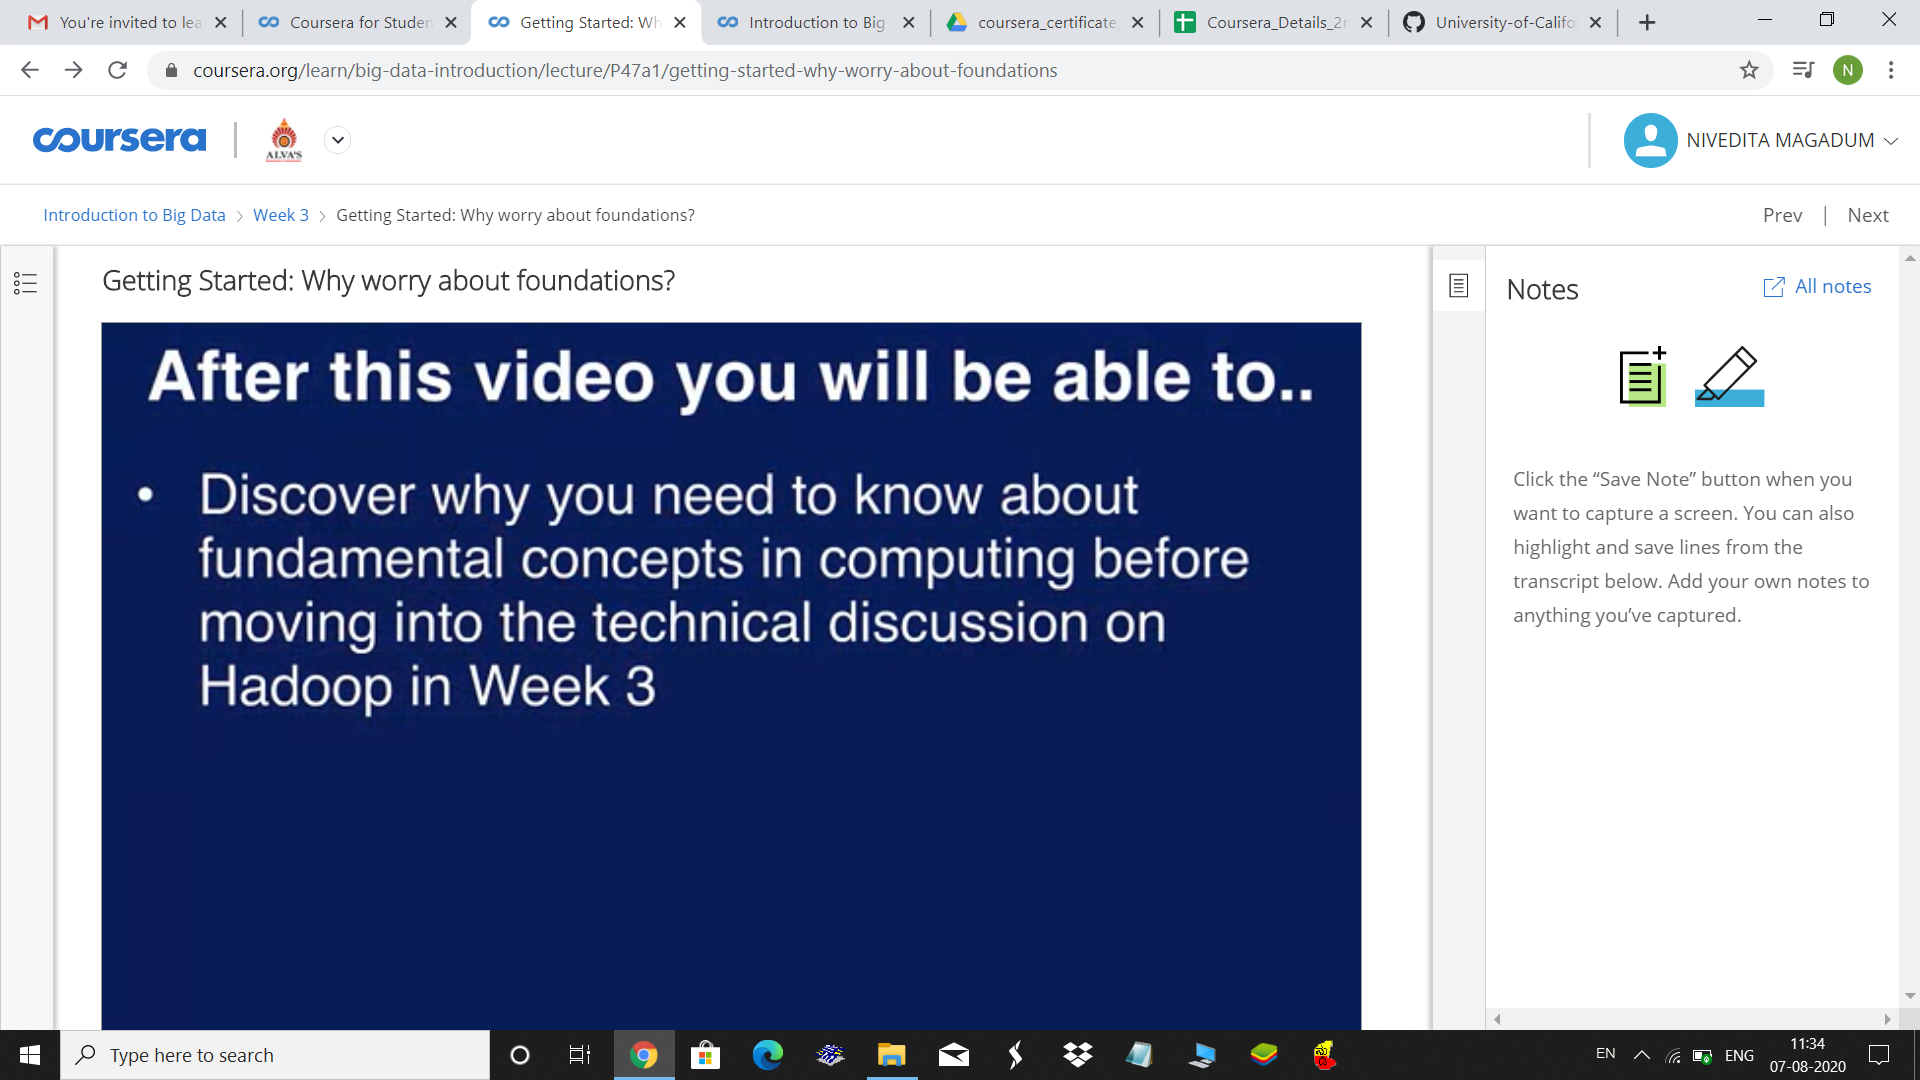 You're invited to lea
Coursera for Studen
Getting Started: Wh
Introduction to Big
coursera_certificate
Coursera_Details_2n
University-of-Califo
coursera.org/learn/big-data-introduction/lecture/P47a1/getting-started-why-worry-about-foundations
N
coursera
ALVA'S
NIVEDITA MAGADUM
Introduction to Big Data > Week 3 > Getting Started: Why worry about foundations?
Prev | Next
Getting Started: Why worry about foundations?
After this video you will be able to..
• Discover why you need to know about
fundamental concepts in computing before
moving into the technical discussion on
Hadoop in Week 3
Notes
All notes
Click the “Save Note” button when you
want to capture a screen. You can also
highlight and save lines from the
transcript below. Add your own notes to
anything you’ve captured.
Type here to search
EN
ENG
11:34
07-08-2020